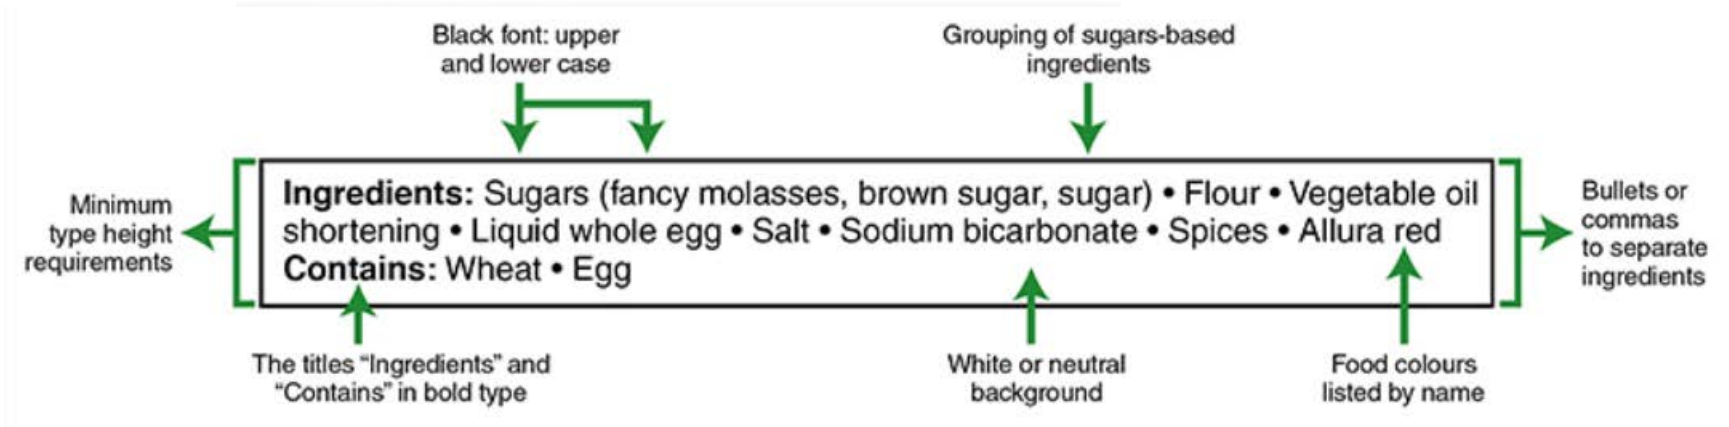 Black font: upper
and lower case
Grouping of sugars-based
ingredients
Minimum
type height
requirements
Ingredients: Sugars (fancy molasses, brown sugar, sugar) • Flour • Vegetable oil
shortening • Liquid whole egg • Salt • Sodium bicarbonate • Spices • Allura red
Contains: Wheat • Egg
Bullets or
commas
to separate
ingredients
The titles “Ingredients” and
“Contains” in bold type
White or neutral
background
Food colours
listed by name